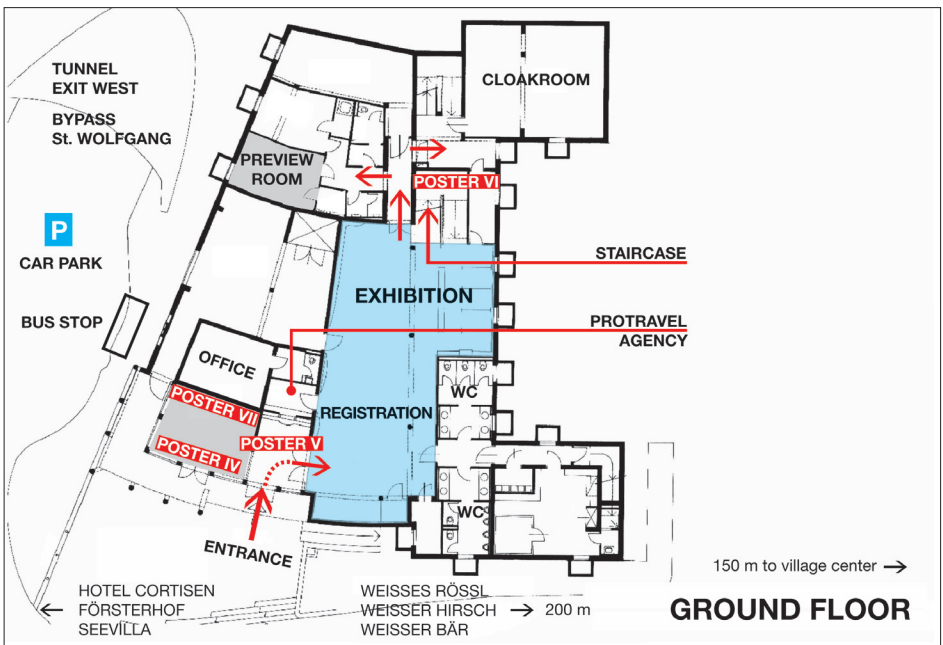 TUNNEL
EXIT WEST
BYPASS
St. WOLFGANG
CLOAKROOM
PREVIEW
ROOM
POSTER VI
P
CAR PARK
STAIRCASE
EXHIBITION
BUS STOP
PROTRAVEL
AGENCY
OFFICE
WC
POSTER VII
REGISTRATION
POSTER V
POSTER IV
WC
ENTRANCE
150 m to village center →
HOTEL CORTISEN
← FÖRSTERHOF
SEEVILLA
WEISSES RÖSSL
WEISSER HIRSCH → 200 m
WEISSER BÄR
GROUND FLOOR